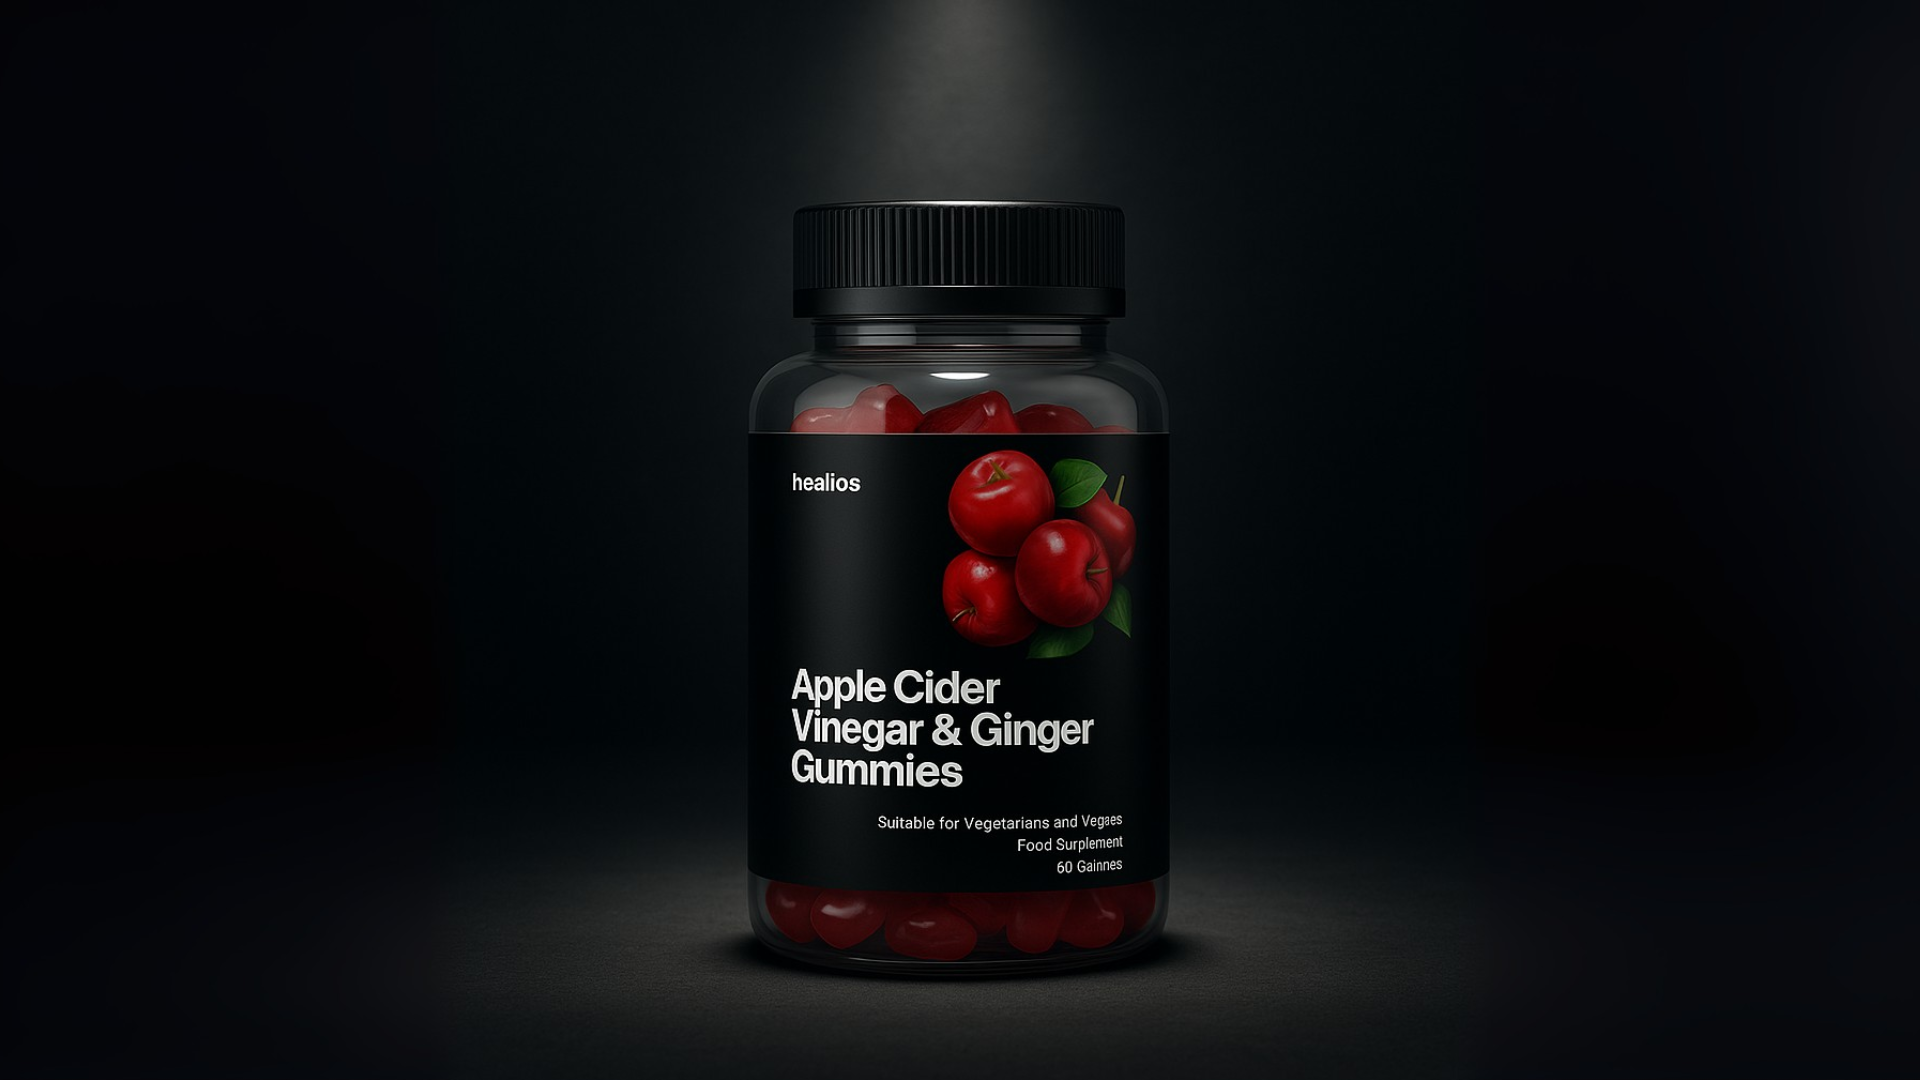 healios
Apple Cider
Vinegar & Ginger
Gummies
Suitable for Vegetarians and Vegaes
Food Surplement
60 Gainnes